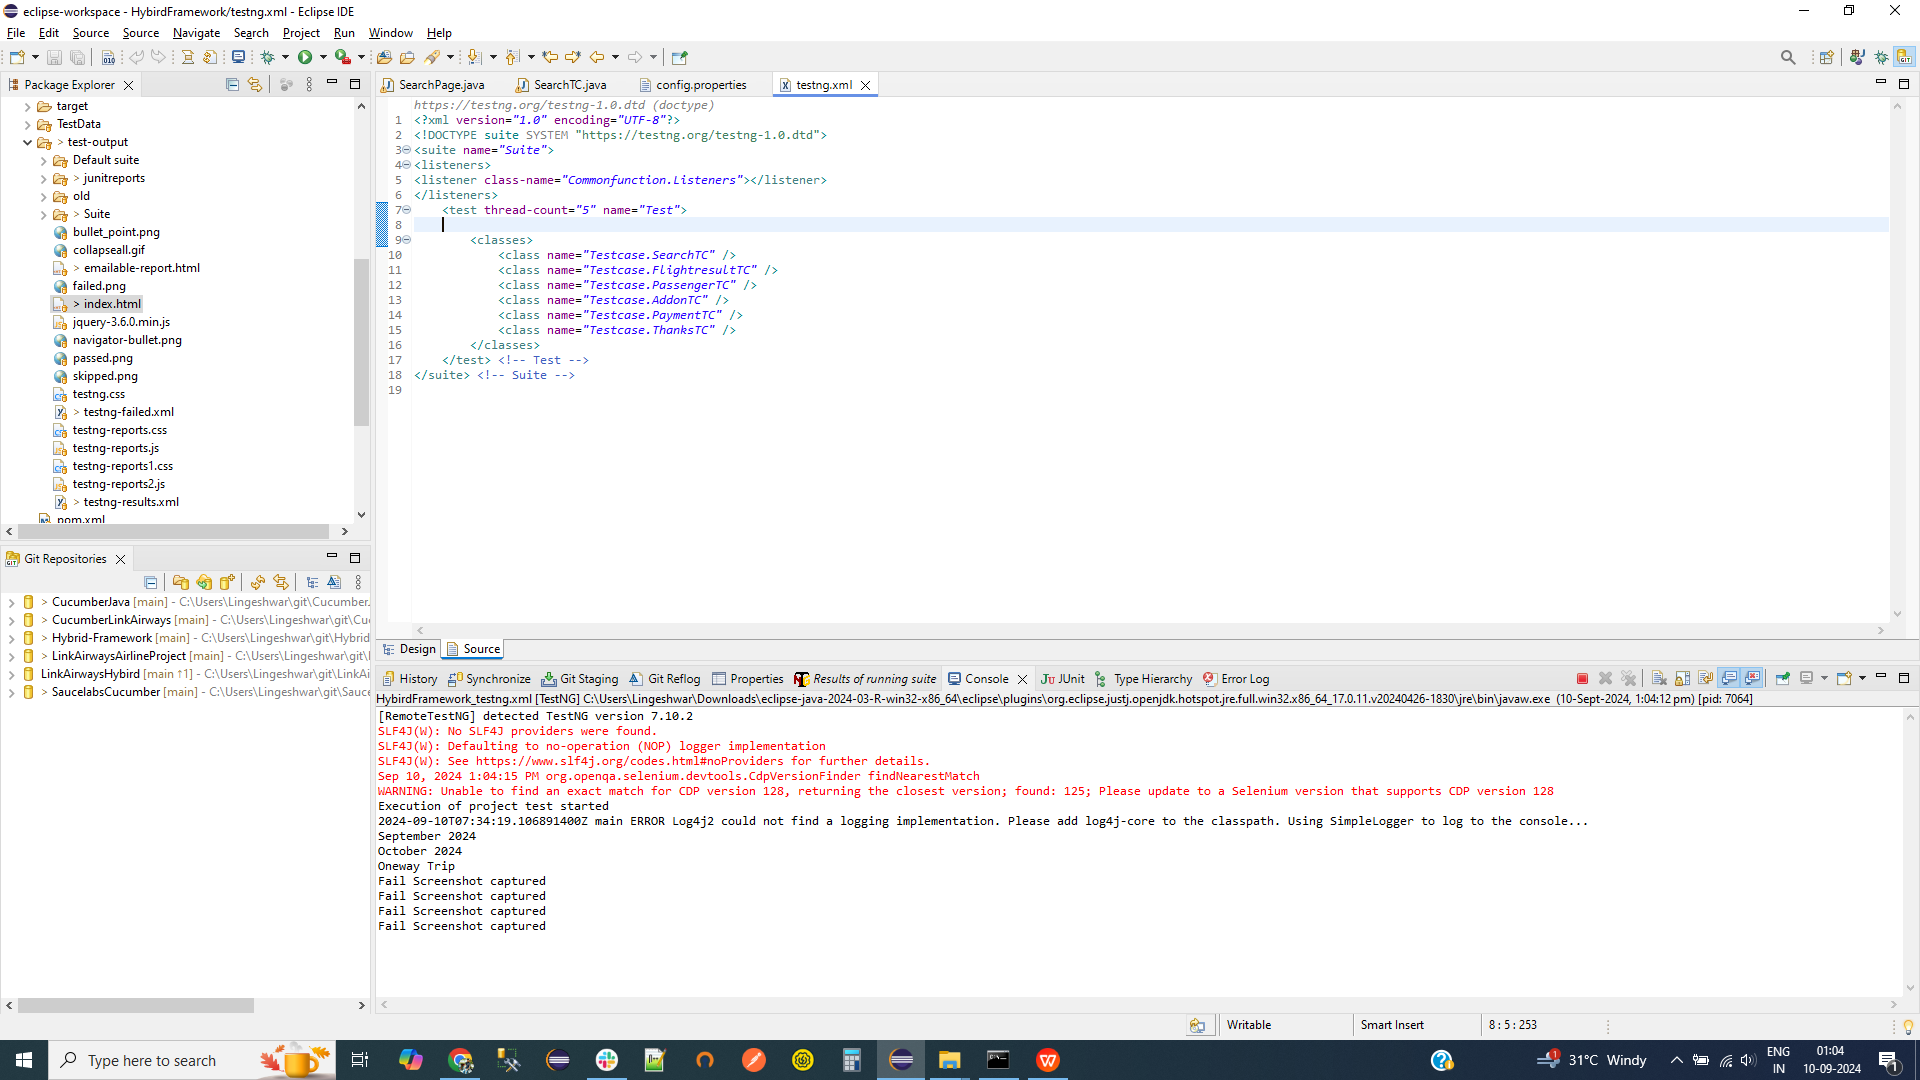 eclipse-workspace - HybirdFramework/testng.xml - Eclipse IDE
File Edit Source Source Navigate Search Project Run Window Help
Package Explorer
SearchPage.java SearchTC.java config.properties testng.xml
target
TestData
> test-output
Default suite
> junitreports
old
> Suite
bullet_point.png
collapseall.gif
> emailable-report.html
failed.png
> index.html
jquery-3.6.0.min.js
navigator-bullet.png
passed.png
skipped.png
testng.css
> testng-failed.xml
testng-reports.css
testng-reports.js
testng-reports1.css
testng-reports2.js
> testng-results.xml
pom.xml
https://testng.org/testng-1.0.dtd (doctype)
1 <?xml version="1.0" encoding="UTF-8"?>
2 <!DOCTYPE suite SYSTEM "https://testng.org/testng-1.0.dtd">
3 <suite name="Suite">
4 <listeners>
5 <listener class-name="Commonfunction.Listeners"></listener>
6 </listeners>
7 <test thread-count="5" name="Test">
8
9 <classes>
10 <class name="Testcase.SearchTC" />
11 <class name="Testcase.FlightresultTC" />
12 <class name="Testcase.PassengerTC" />
13 <class name="Testcase.AddonTC" />
14 <class name="Testcase.PaymentTC" />
15 <class name="Testcase.ThanksTC" />
16 </classes>
17 </test> <!-- Test -->
18 </suite> <!-- Suite -->
19
Design Source
Git Repositories
> CucumberJava [main] - C:\Users\Lingeshwar\git\Cucumber
> CucumberLinkAirways [main] - C:\Users\Lingeshwar\git\Cu
> Hybrid-Framework [main] - C:\Users\Lingeshwar\git\Hybrid
> LinkAirwaysAirlineProject [main] - C:\Users\Lingeshwar\git\
LinkAirwaysHybird [main ↑1] - C:\Users\Lingeshwar\git\LinkAi
> SaucelabsCucumber [main] - C:\Users\Lingeshwar\git\Sauce
History Synchronize Git Staging Git Reflog Properties Results of running suite Console JUnit Type Hierarchy Error Log
HybirdFramework_testng.xml [TestNG] C:\Users\Lingeshwar\Downloads\eclipse-java-2024-03-R-win32-x86_64\eclipse\plugins\org.eclipse.justj.openjdk.hotspot.jre.full.win32.x86_64_17.0.11.v20240426-1830\jre\bin\javaw.exe (10-Sept-2024, 1:04:12 pm) [pid: 7064]
[RemoteTestNG] detected TestNG version 7.10.2
SLF4J(W): No SLF4J providers were found.
SLF4J(W): Defaulting to no-operation (NOP) logger implementation
SLF4J(W): See https://www.slf4j.org/codes.html#noProviders for further details.
Sep 10, 2024 1:04:15 PM org.openqa.selenium.devtools.CdpVersionFinder findNearestMatch
WARNING: Unable to find an exact match for CDP version 128, returning the closest version; found: 125; Please update to a Selenium version that supports CDP version 128
Execution of project test started
2024-09-10T07:34:19.106891400Z main ERROR Log4j2 could not find a logging implementation. Please add log4j-core to the classpath. Using SimpleLogger to log to the console...
September 2024
October 2024
Oneway Trip
Fail Screenshot captured
Fail Screenshot captured
Fail Screenshot captured
Fail Screenshot captured
Writable Smart Insert 8 : 5 : 253
Type here to search
31°C Windy
ENG
IN
01:04
10-09-2024